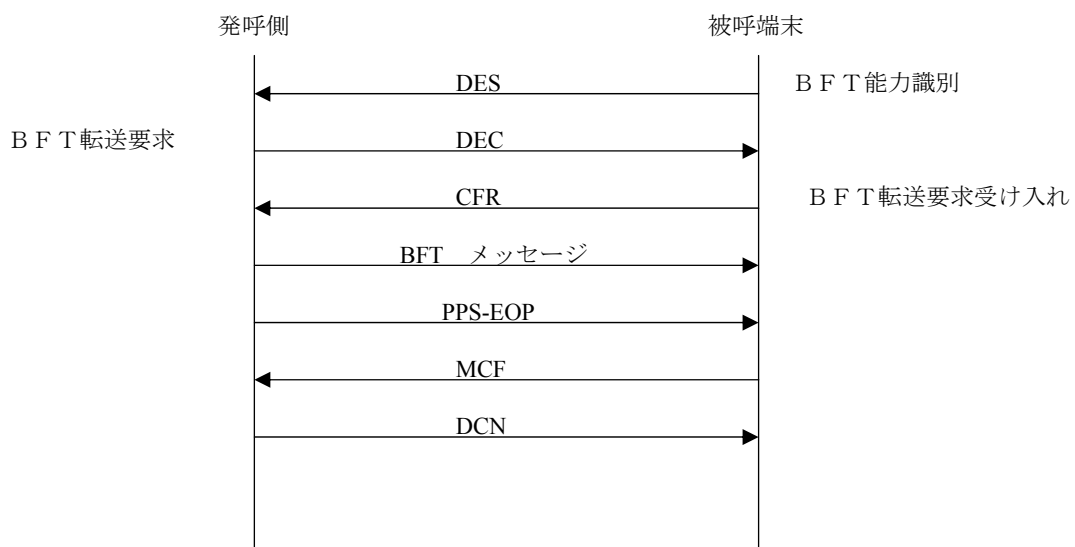 発呼側
被呼端末
DES
ＢＦＴ能力識別
ＢＦＴ転送要求
DEC
CFR
ＢＦＴ転送要求受け入れ
BFT　メッセージ
PPS-EOP
MCF
DCN